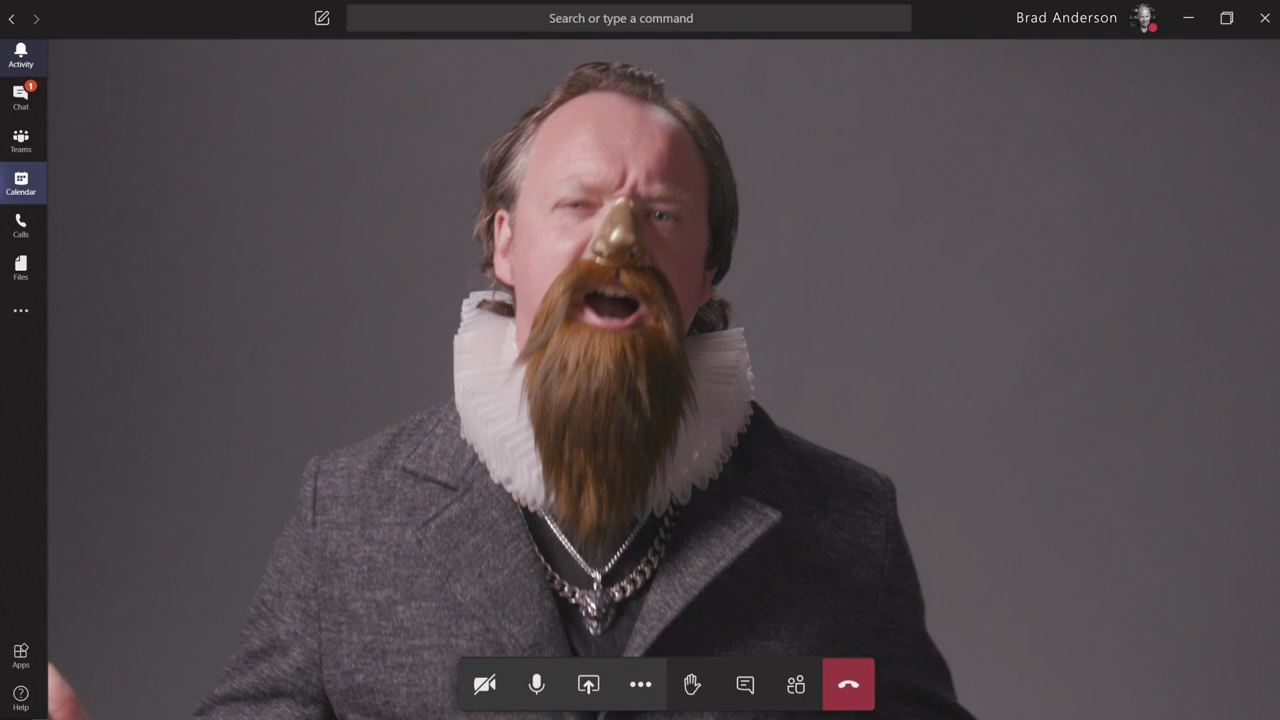 Search or type a command
Brad Anderson
Activity
1
Chat
Teams
Calendar
Calls
Files
Apps
Help